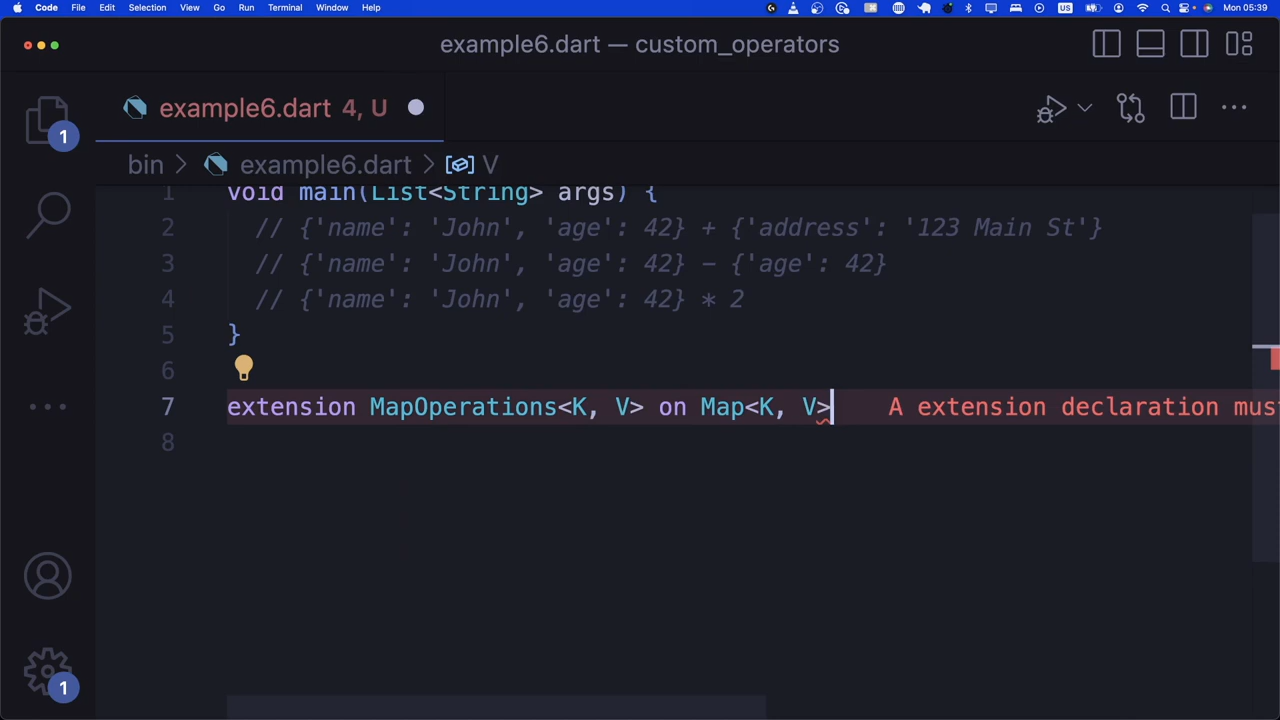 Code File Edit Selection View Go Run Terminal Window Help US Mon 05:39
example6.dart — custom_operators
example6.dart 4, U
bin > example6.dart > V
1 void main(List<String> args) {
2 // {'name': 'John', 'age': 42} + {'address': '123 Main St'}
3 // {'name': 'John', 'age': 42} - {'age': 42}
4 // {'name': 'John', 'age': 42} * 2
5 }
6
7 extension MapOperations<K, V> on Map<K, V> A extension declaration mus
8
1
1